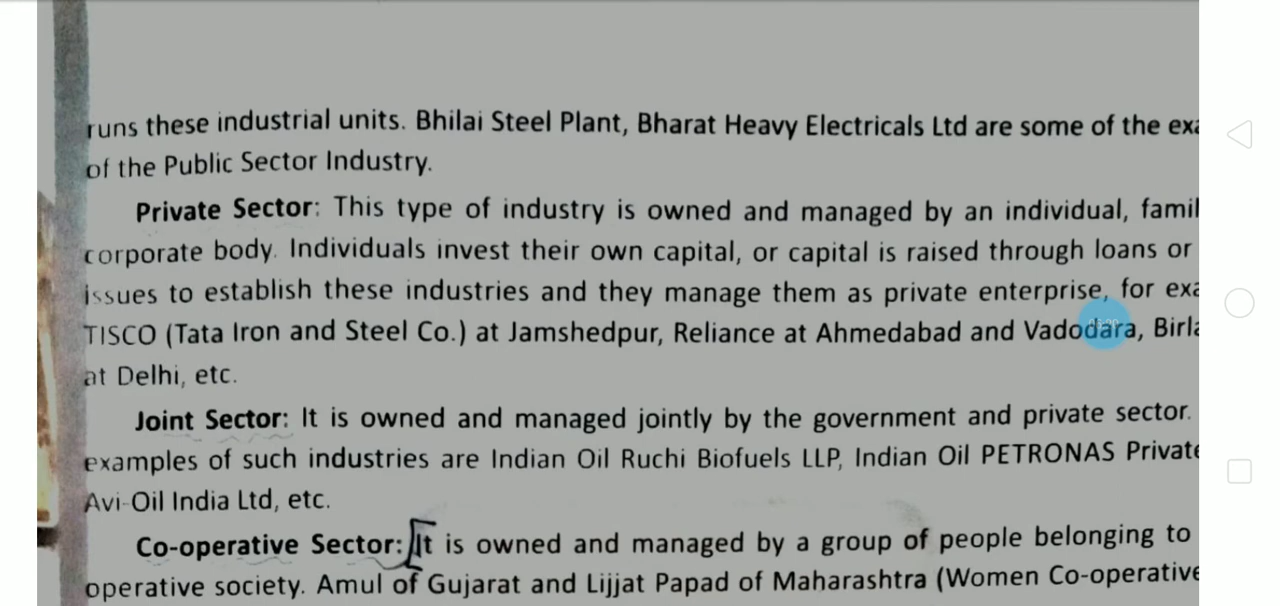 runs these industrial units. Bhilai Steel Plant, Bharat Heavy Electricals Ltd are some of the
of the Public Sector Industry.
Private Sector: This type of industry is owned and managed by an individual,
corporate body. Individuals invest their own capital, or capital is raised through loans or
issues to establish these industries and they manage them as private enterprise, for
TISCO (Tata Iron and Steel Co.) at Jamshedpur, Reliance at Ahmedabad and Vadodara,
at Delhi, etc.
Joint Sector: It is owned and managed jointly by the government and private sector.
examples of such industries are Indian Oil Ruchi Biofuels LLP, Indian Oil PETRONAS
Avi-Oil India Ltd, etc.
Co-operative Sector: It is owned and managed by a group of people belonging to
operative society. Amul of Gujarat and Lijjat Papad of Maharashtra (Women Co-operative